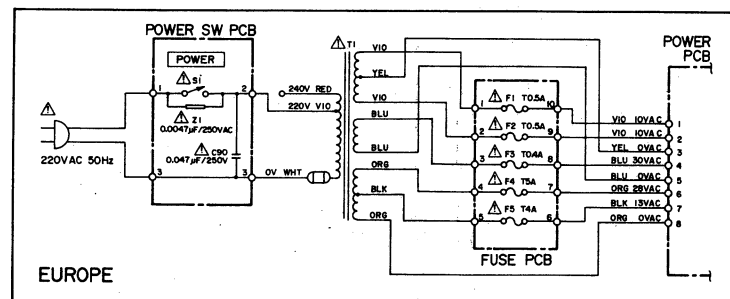 POWER SW PCB
POWER
S1
1
2
Z1
0.0047μF/250VAC
C90
0.047μF/250V
3
3
220VAC 50Hz
240V RED
220V VIO
0V WHT
T1
VIO
YEL
VIO
BLU
BLU
ORG
BLK
ORG
1 F1 T0.5A 10
2 F2 T0.5A 9
3 F3 T0.4A 8
4 F4 T5A 7
5 F5 T4A 6
FUSE PCB
POWER
PCB
VIO 10VAC 1
VIO 10VAC 2
YEL 0VAC 3
BLU 30VAC 4
BLU 0VAC 5
ORG 28VAC 6
BLK 13VAC 7
ORG 0VAC 8
EUROPE